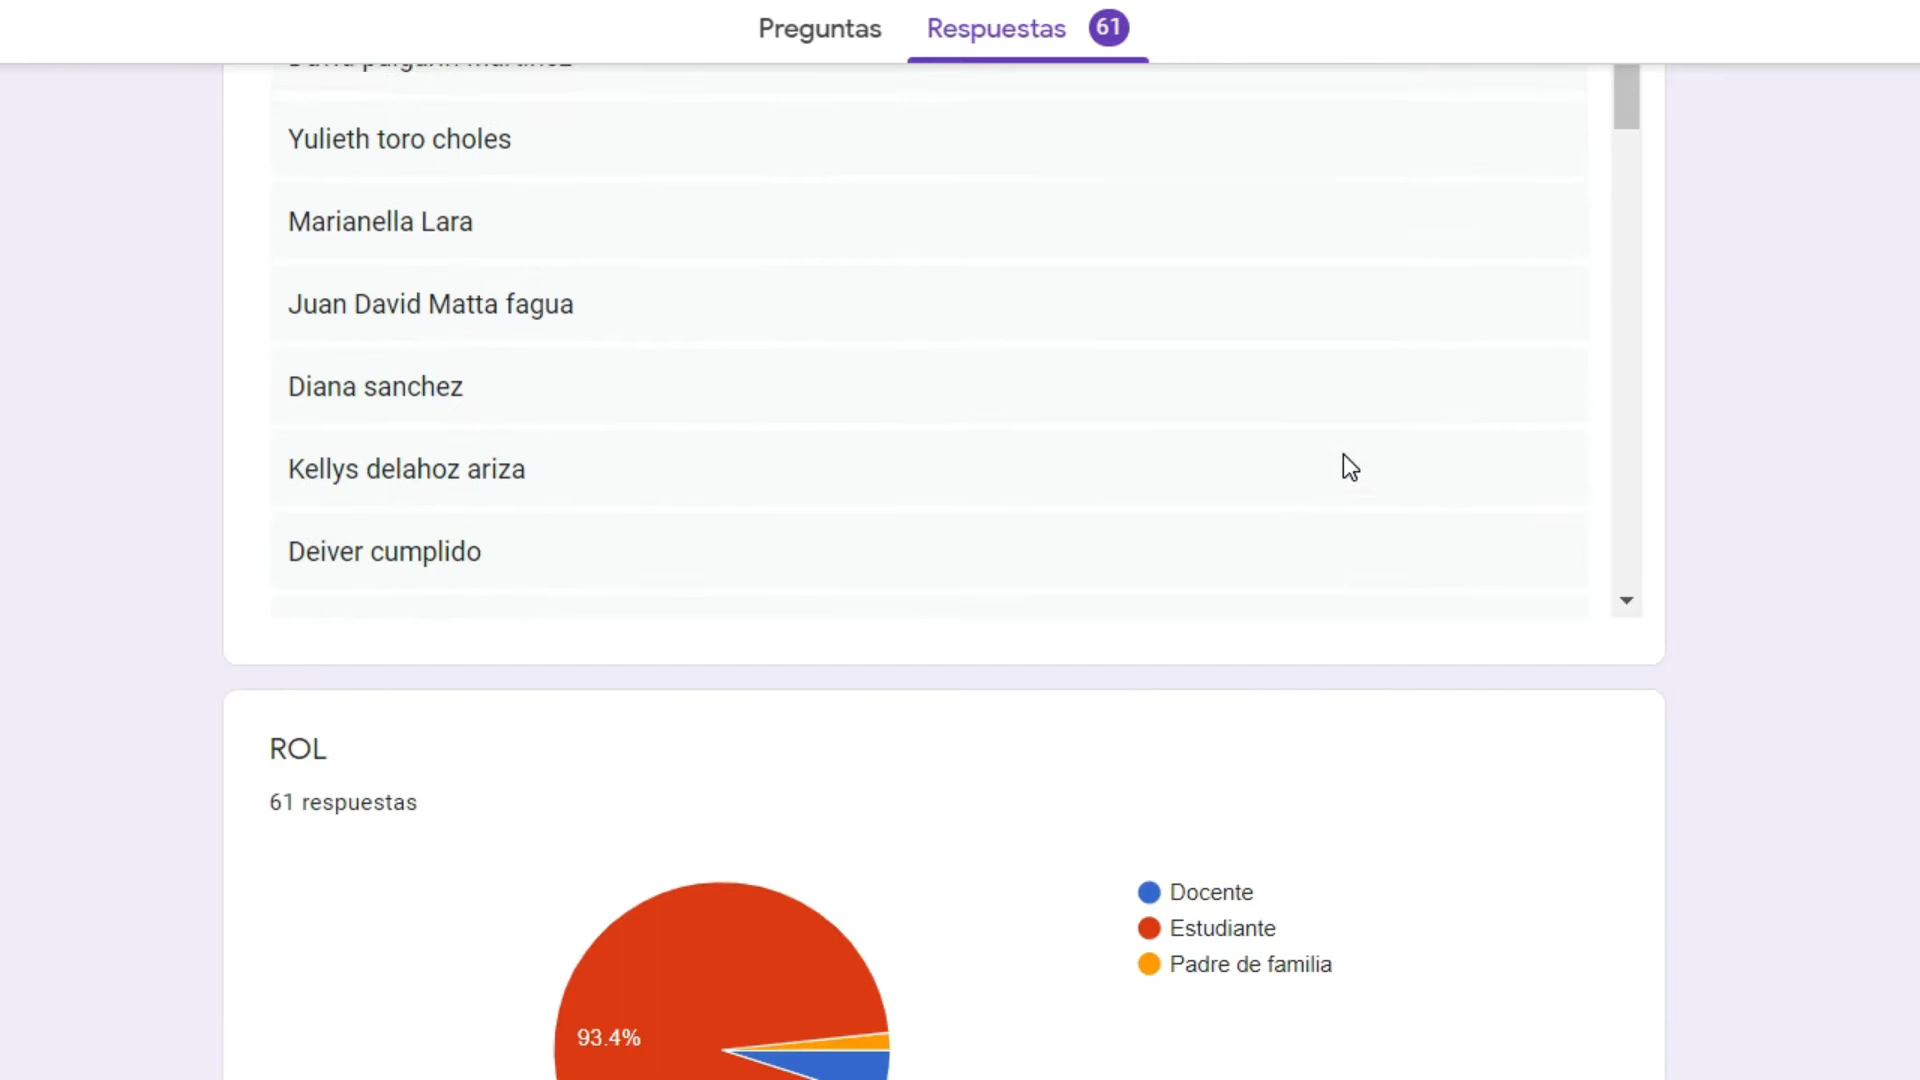 Preguntas
Respuestas 61
Yulieth toro choles
Marianella Lara
Juan David Matta fagua
Diana sanchez
Kellys delahoz ariza
Deiver cumplido
ROL
61 respuestas
Docente
Estudiante
Padre de familia
93.4%